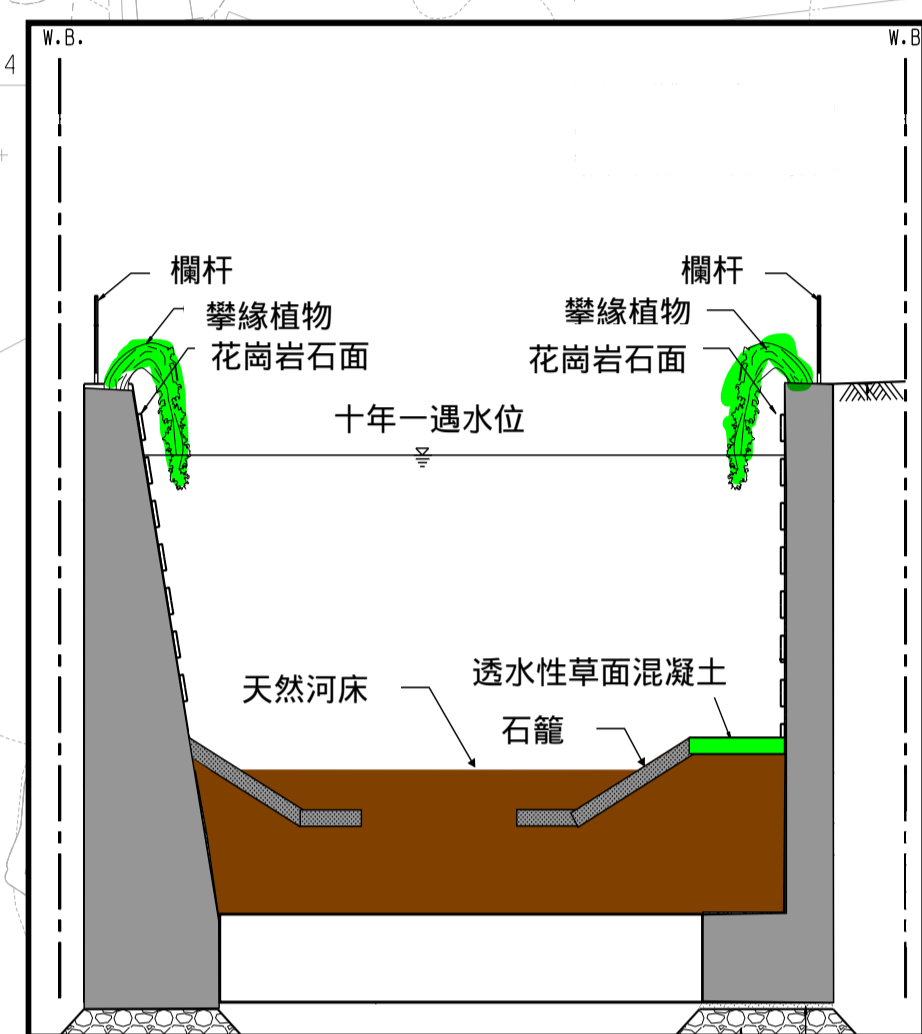 W.B.
W.B
4
欄杆
欄杆
攀緣植物
攀緣植物
花崗岩石面
花崗岩石面
十年一遇水位
透水性草面混凝土
天然河床
石籠